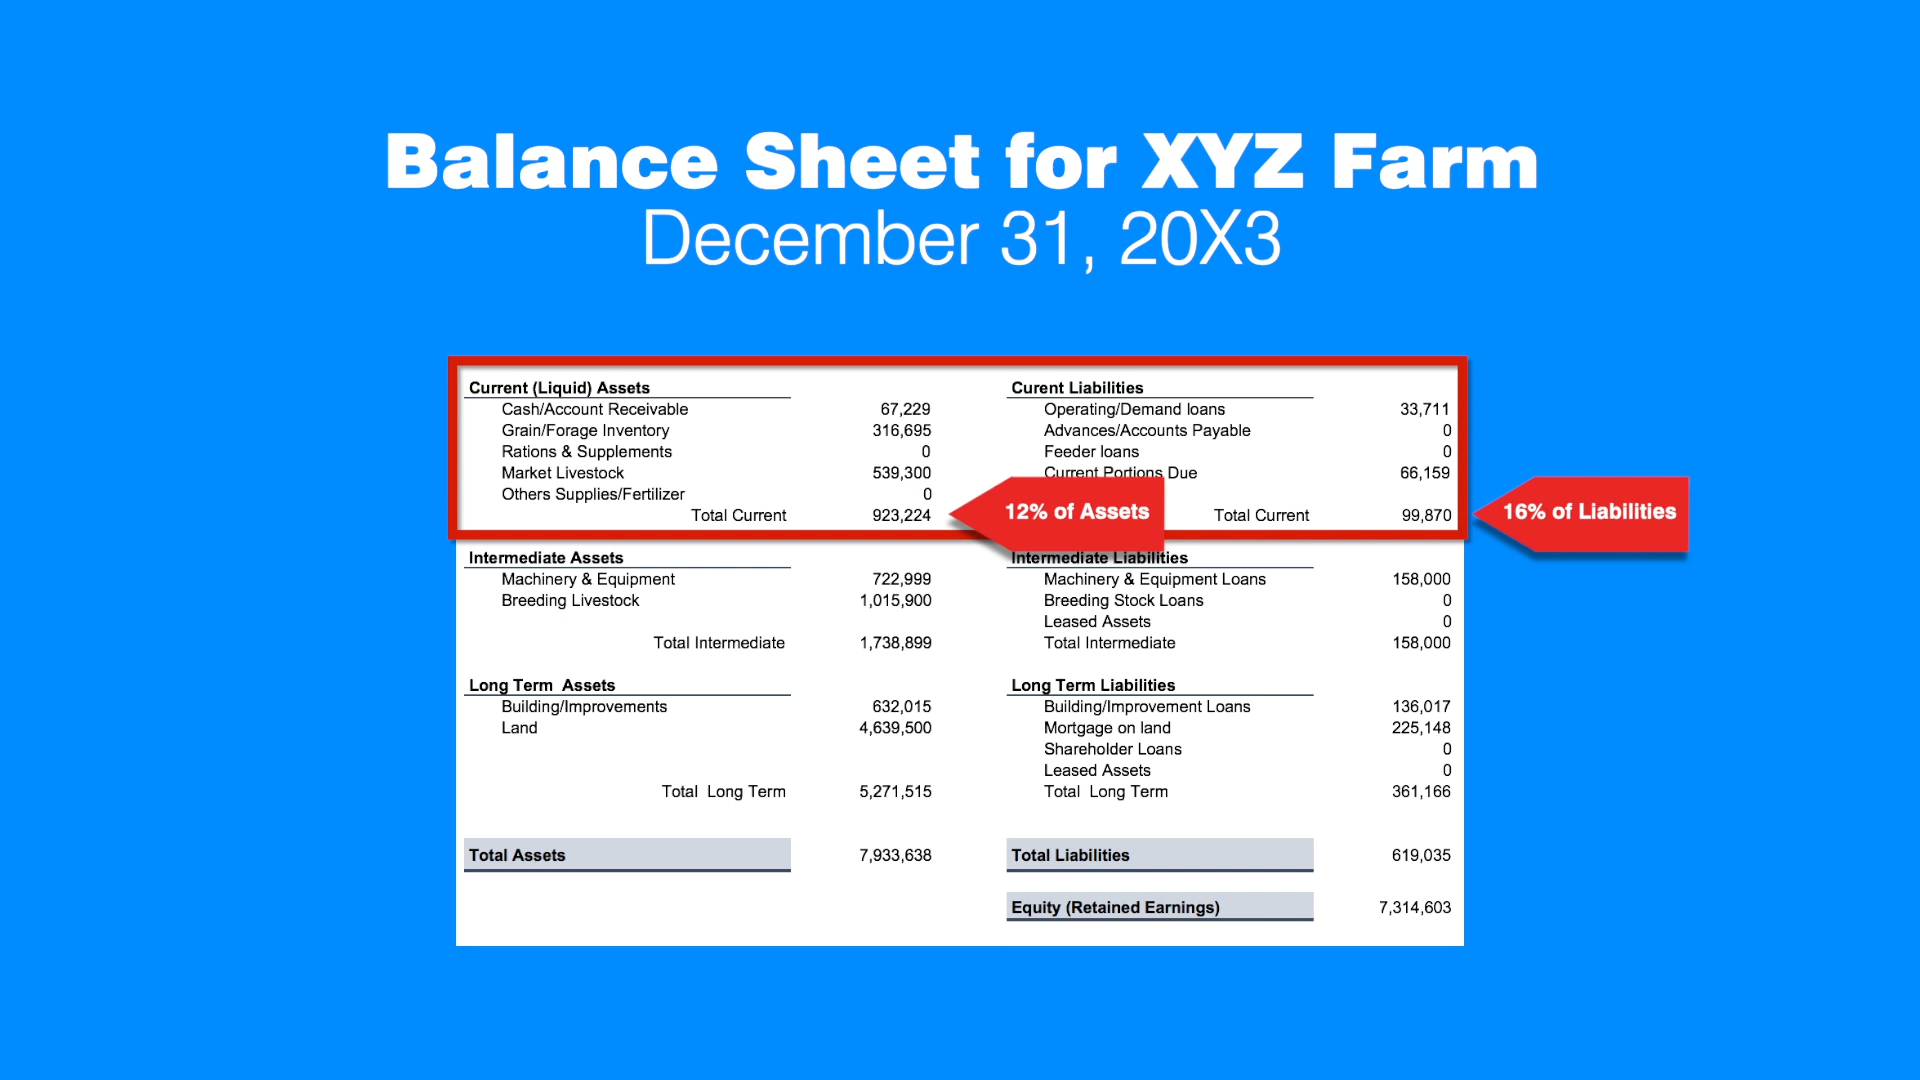 Balance Sheet for XYZ Farm
December 31, 20X3
Current (Liquid) Assets
Cash/Account Receivable 67,229
Grain/Forage Inventory 316,695
Rations & Supplements 0
Market Livestock 539,300
Others Supplies/Fertilizer 0
Total Current 923,224
12% of Assets
Curent Liabilities
Operating/Demand loans 33,711
Advances/Accounts Payable 0
Feeder loans 0
Current Portions Due 66,159
Total Current 99,870
16% of Liabilities
Intermediate Assets
Machinery & Equipment 722,999
Breeding Livestock 1,015,900
Total Intermediate 1,738,899
Intermediate Liabilities
Machinery & Equipment Loans 158,000
Breeding Stock Loans 0
Leased Assets 0
Total Intermediate 158,000
Long Term Assets
Building/Improvements 632,015
Land 4,639,500
Total Long Term 5,271,515
Long Term Liabilities
Building/Improvement Loans 136,017
Mortgage on land 225,148
Shareholder Loans 0
Leased Assets 0
Total Long Term 361,166
Total Assets 7,933,638
Total Liabilities 619,035
Equity (Retained Earnings) 7,314,603